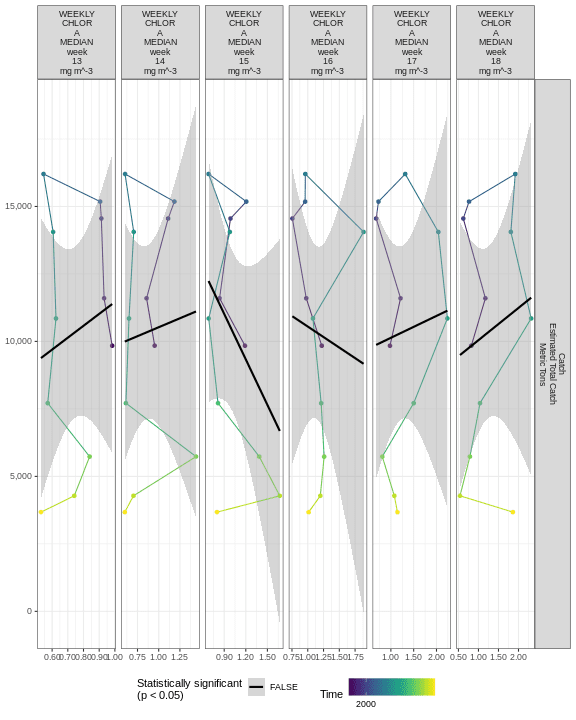 WEEKLY
CHLOR
A
MEDIAN
week
13
mg m^-3
WEEKLY
CHLOR
A
MEDIAN
week
14
mg m^-3
WEEKLY
CHLOR
A
MEDIAN
week
15
mg m^-3
WEEKLY
CHLOR
A
MEDIAN
week
16
mg m^-3
WEEKLY
CHLOR
A
MEDIAN
week
17
mg m^-3
WEEKLY
CHLOR
A
MEDIAN
week
18
mg m^-3
15,000
10,000
5,000
0
Catch
Estimated Total Catch
Metric Tons
0.60 0.70 0.80 0.90 1.00
0.75 1.00 1.25
0.90 1.20 1.50
0.75 1.00 1.25 1.50 1.75
1.00 1.50 2.00
0.50 1.00 1.50 2.00
Statistically significant
(p < 0.05)
FALSE
Time
2000